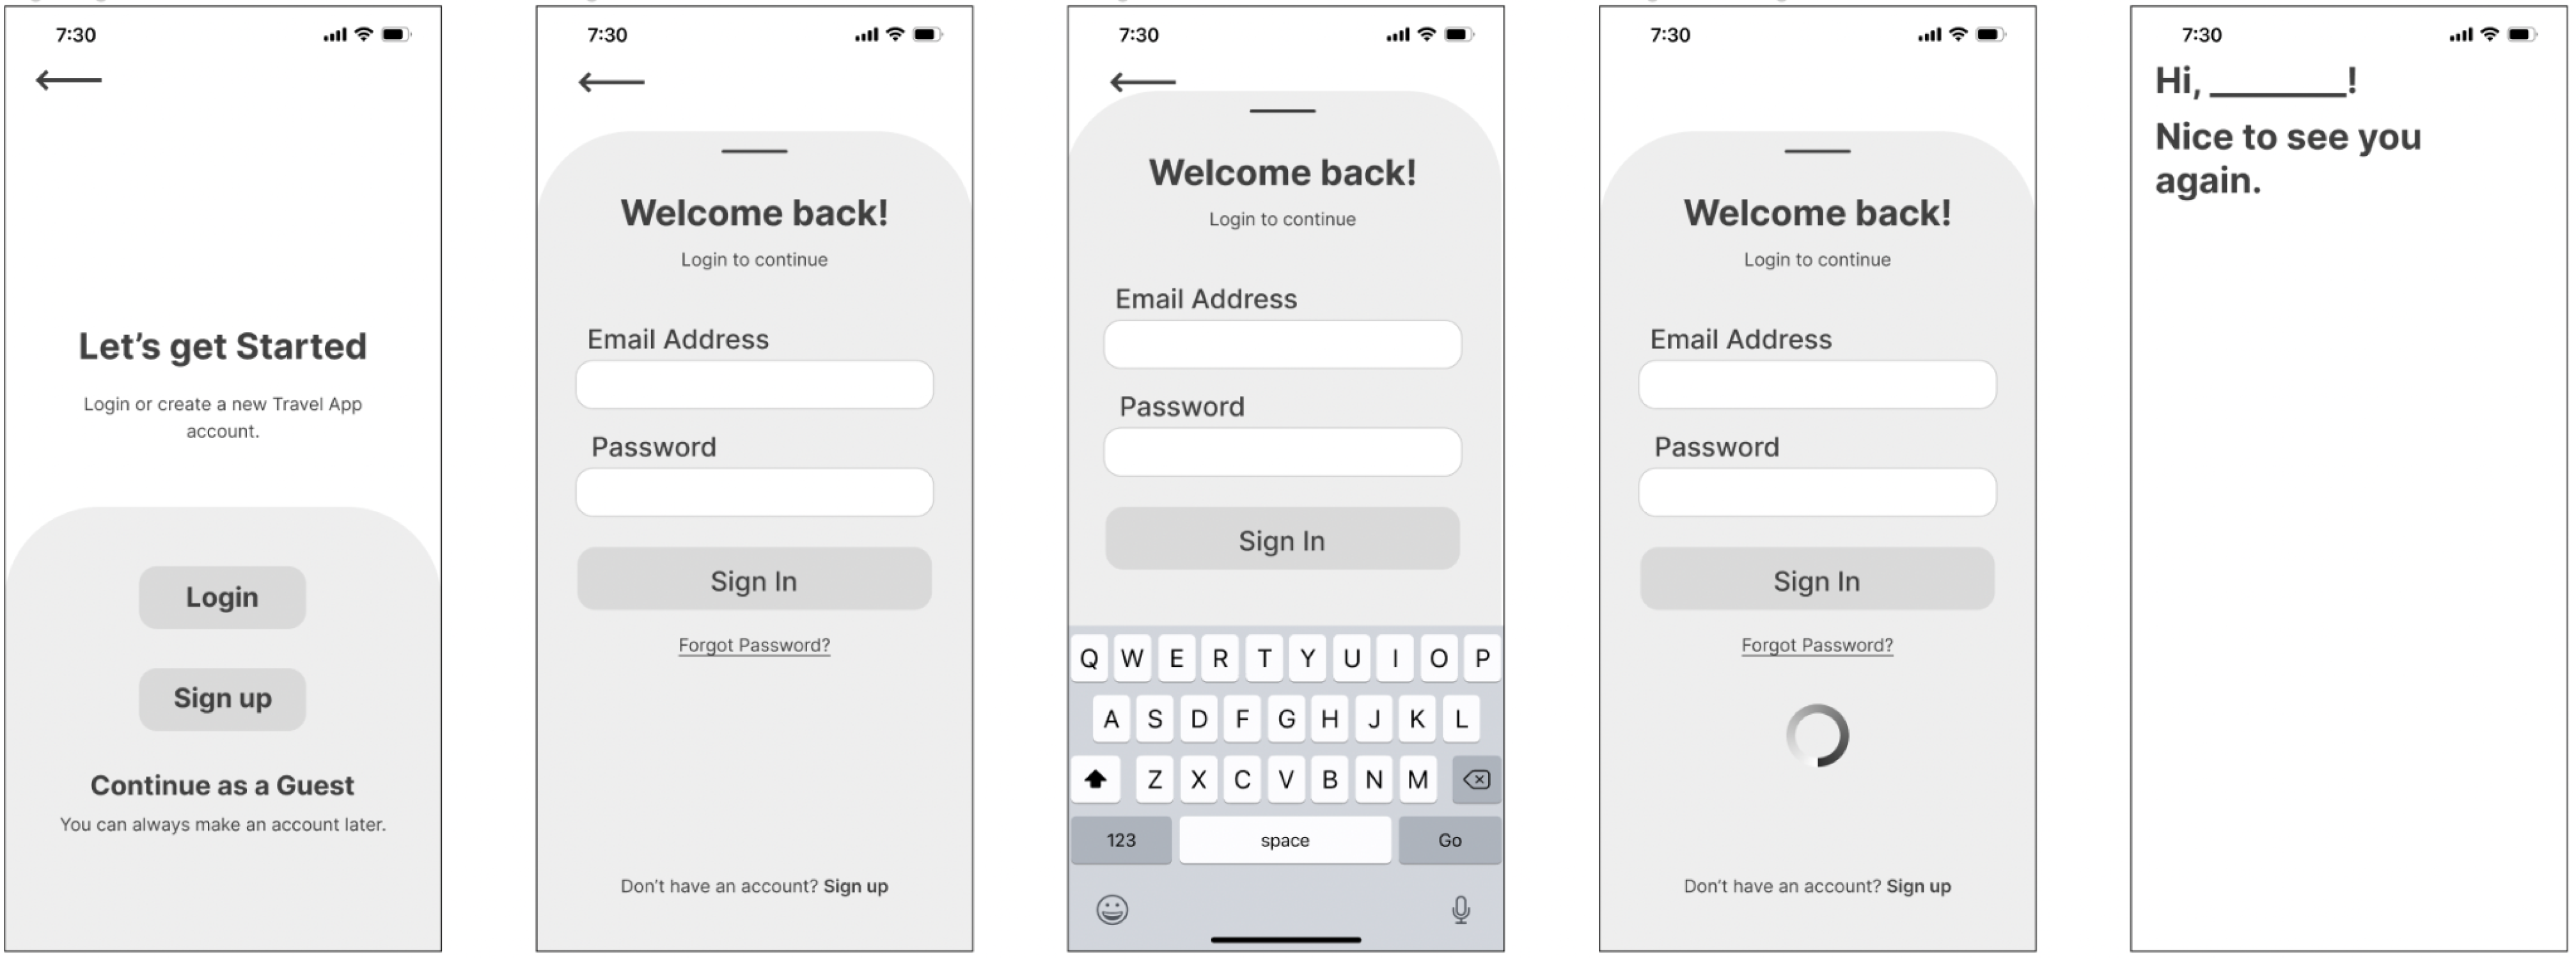 7:30
Let's get Started
Login or create a new Travel App
account.
Login
Sign up
Continue as a Guest
You can always make an account later.
7:30
Welcome back!
Login to continue
Email Address
Password
Sign In
Forgot Password?
Don't have an account? Sign up
7:30
Welcome back!
Login to continue
Email Address
Password
Sign In
Q W E R T Y U I O P
A S D F G H J K L
Z X C V B N M
123 space Go
7:30
Welcome back!
Login to continue
Email Address
Password
Sign In
Forgot Password?
Don't have an account? Sign up
7:30
Hi, _______!
Nice to see you
again.